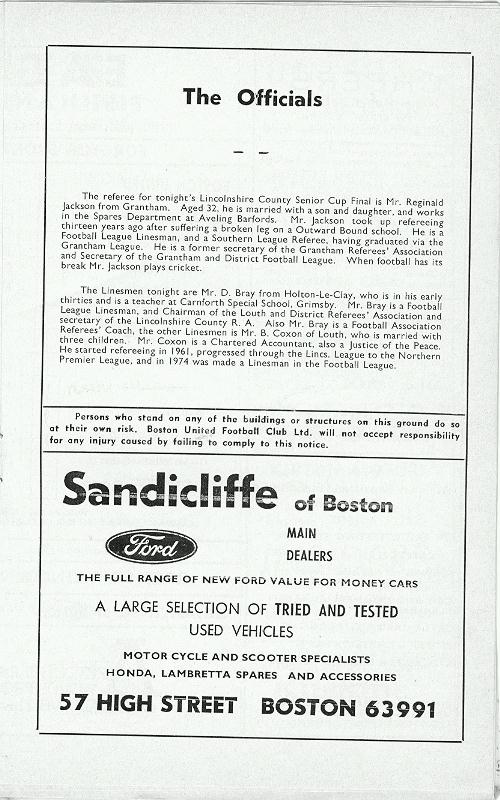 The Officials
— —
The referee for tonight's Lincolnshire County Senior Cup Final is Mr. Reginald
Jackson from Grantham. Aged 32, he is married with a son and daughter, and works
in the Spares Department at Aveling Barfords. Mr. Jackson took up refereeing
thirteen years ago after suffering a broken leg on a Outward Bound school. He is a
Football League Linesman, and a Southern League Referee, having graduated via the
Grantham League. He is a former secretary of the Grantham Referees' Association
and Secretary of the Grantham and District Football League. When football has its
break Mr. Jackson plays cricket.
The Linesmen tonight are Mr. D. Bray from Holton-Le-Clay, who is in his early
thirties and is a teacher at Carnforth Special School, Grimsby. Mr. Bray is a Football
League Linesman, and Chairman of the Louth and District Referees' Association and
secretary of the Lincolnshire County R. A. Also Mr. Bray is a Football Association
Referees' Coach, the other Linesmen is Mr. B. Coxon of Louth, who is married with
three children. Mr. Coxon is a Chartered Accountant, also a Justice of the Peace.
He started refereeing in 1961, progressed through the Lincs. League to the Northern
Premier League, and in 1974 was made a Linesman in the Football League.
Persons who stand on any of the buildings or structures on this ground do so
at their own risk. Boston United Football Club Ltd. will not accept responsibility
for any injury caused by failing to comply to this notice.
Sandicliffe of Boston
Ford
MAIN
DEALERS
THE FULL RANGE OF NEW FORD VALUE FOR MONEY CARS
A LARGE SELECTION OF TRIED AND TESTED
USED VEHICLES
MOTOR CYCLE AND SCOOTER SPECIALISTS
HONDA, LAMBRETTA SPARES AND ACCESSORIES
57 HIGH STREET BOSTON 63991